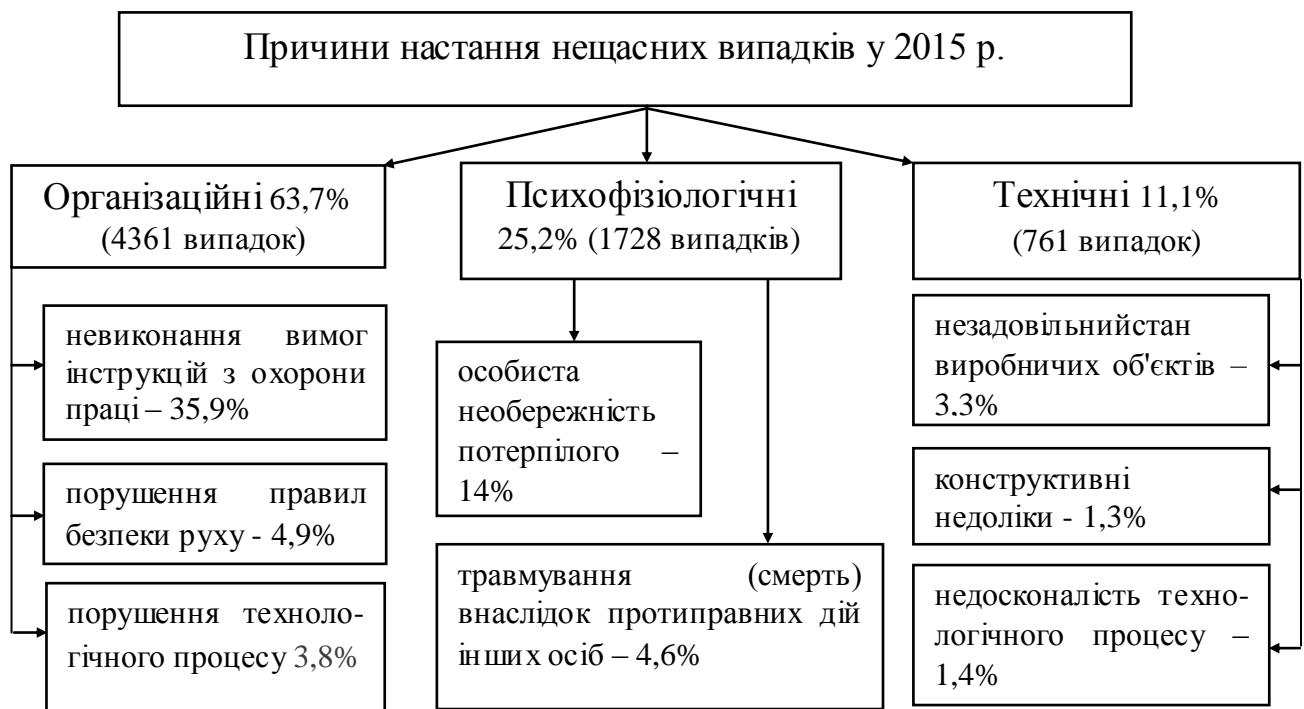 Причини настання нещасних випадків у 2015 р.
Організаційні 63,7%
(4361 випадок)
невиконання вимог
інструкцій з охорони
праці – 35,9%
порушення правил
безпеки руху - 4,9%
порушення техноло-
гічного процесу 3,8%
Психофізіологічні
25,2% (1728 випадків)
особиста
необережність
потерпілого –
14%
травмування (смерть)
внаслідок протиправних дій
інших осіб – 4,6%
Технічні 11,1%
(761 випадок)
незадовільнийстан
виробничих об'єктів –
3,3%
конструктивні
недоліки - 1,3%
недосконалість техно-
логічного процесу –
1,4%